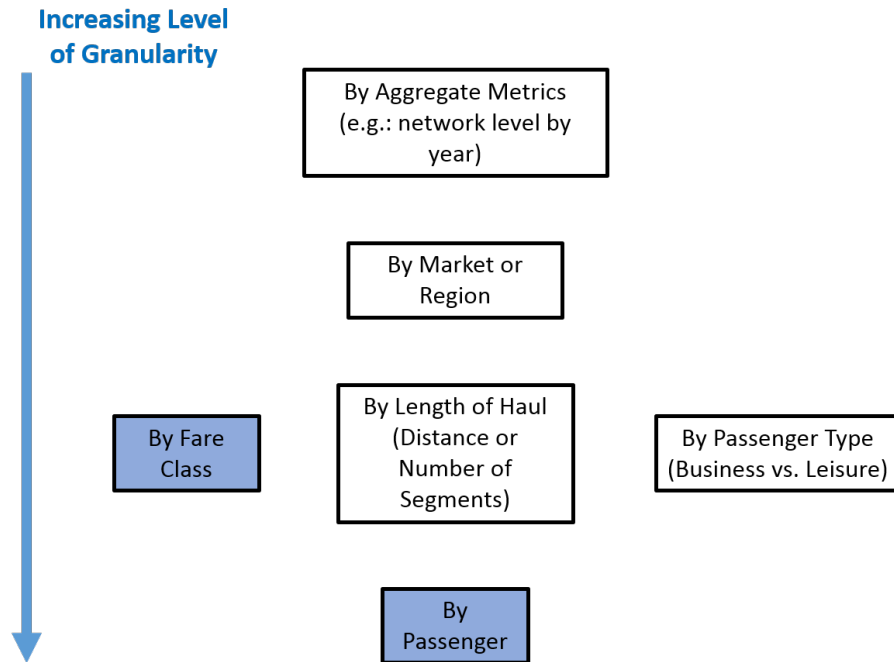 Increasing Level
of Granularity
By Aggregate Metrics
(e.g.: network level by
year)
By Market or
Region
By Fare
Class
By Length of Haul
(Distance or
Number of
Segments)
By Passenger Type
(Business vs. Leisure)
By
Passenger